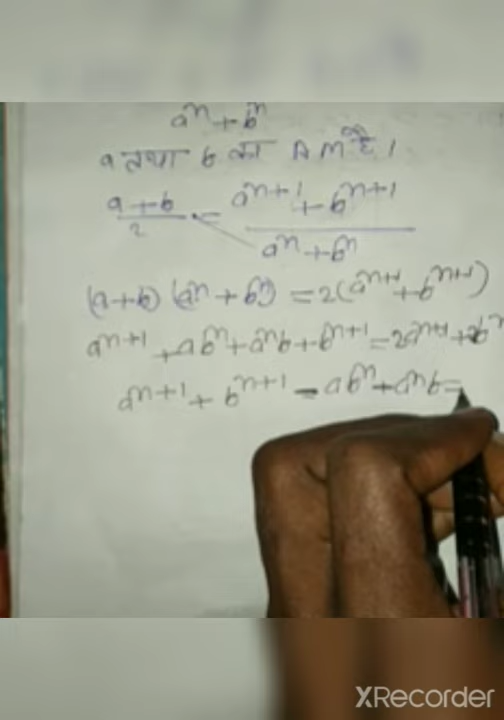 aⁿ + bⁿ
a तथा b का AM है।
a + b / 2 = aⁿ⁺¹ + bⁿ⁺¹ / aⁿ + bⁿ
(a+b) (aⁿ + bⁿ) = 2(aⁿ⁺¹ + bⁿ⁺¹)
aⁿ⁺¹ + abⁿ + aⁿb + bⁿ⁺¹ = 2aⁿ⁺¹ + 2bⁿ
aⁿ⁺¹ + bⁿ⁺¹ - abⁿ + aⁿb =
XRecorder